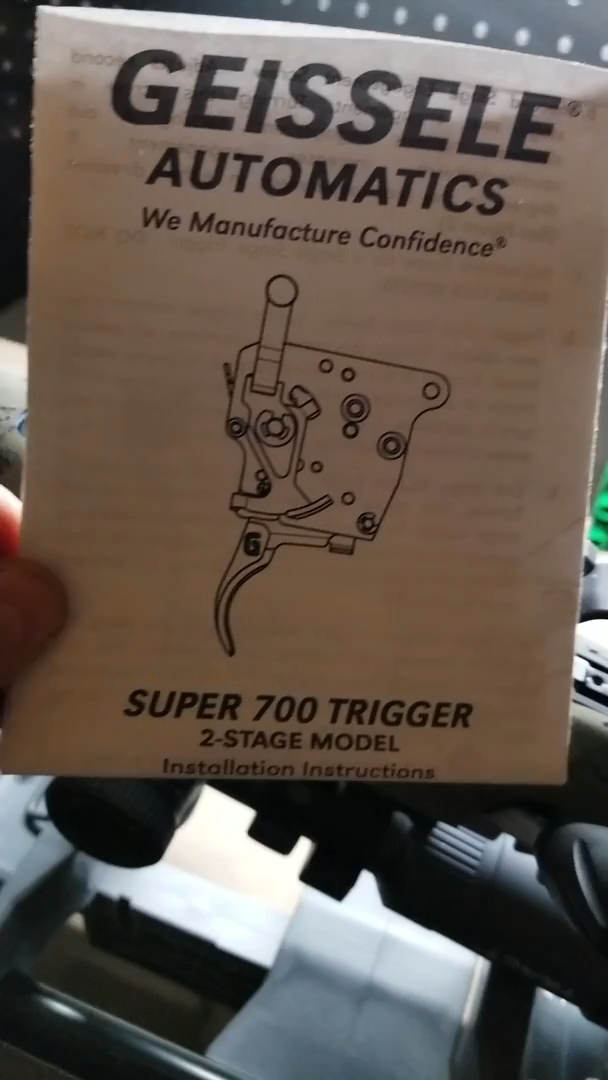 GEISSELE®
AUTOMATICS
We Manufacture Confidence®
G
SUPER 700 TRIGGER
2-STAGE MODEL
Installation Instructions